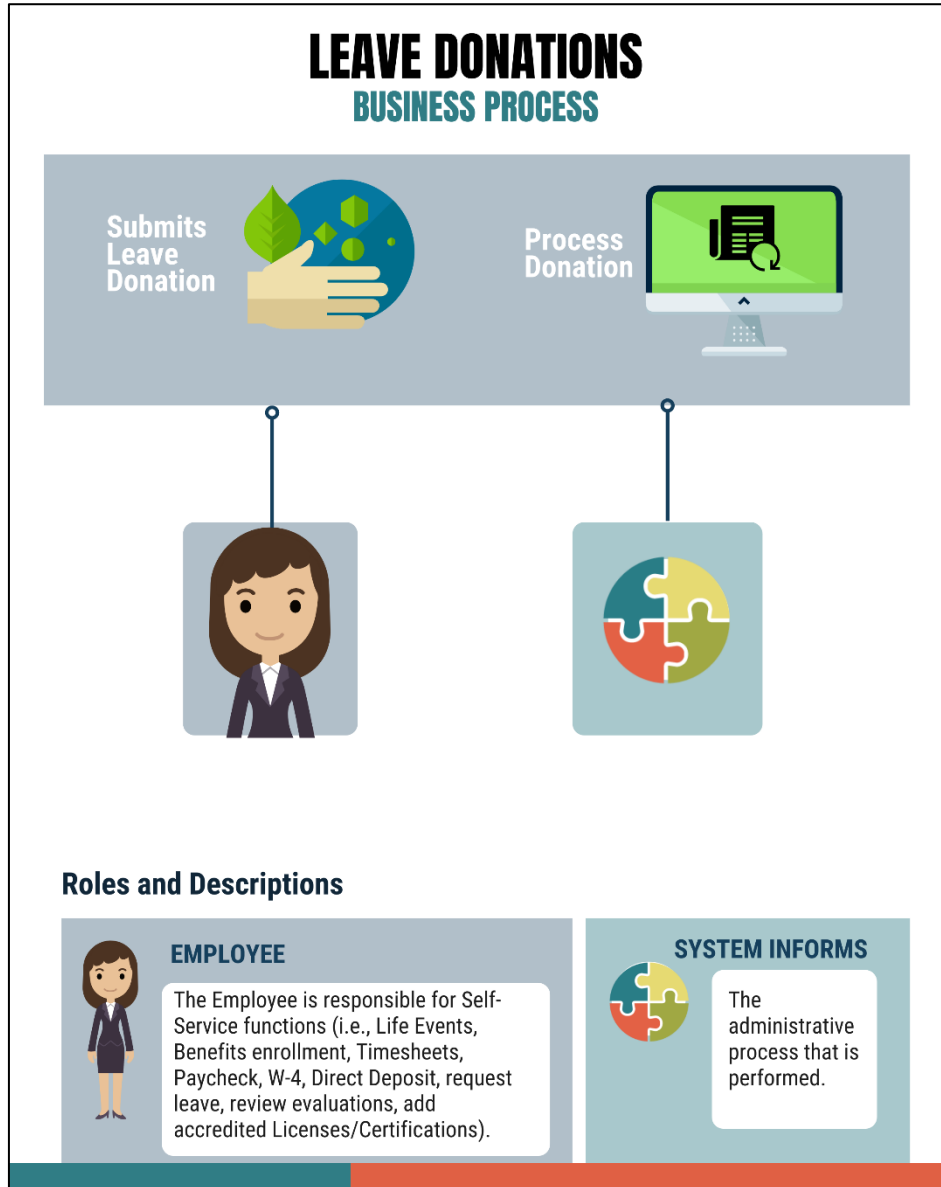 LEAVE DONATIONS
BUSINESS PROCESS
Submits
Leave
Donation
Process
Donation
Roles and Descriptions
EMPLOYEE
The Employee is responsible for Self-
Service functions (i.e., Life Events,
Benefits enrollment, Timesheets,
Paycheck, W-4, Direct Deposit, request
leave, review evaluations, add
accredited Licenses/Certifications).
SYSTEM INFORMS
The
administrative
process that is
performed.